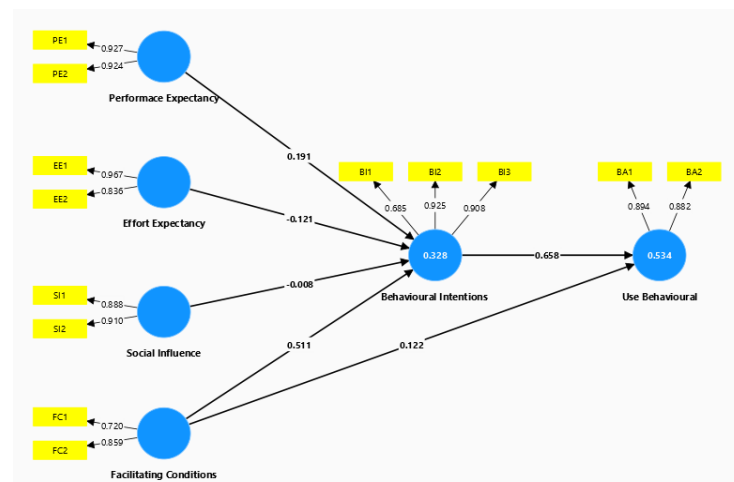 PE1
0.927
0.924
PE2
Performace Expectancy
0.191
EE1
0.967
0.836
EE2
Effort Expectancy
-0.121
BI1
BI2
BI3
0.685
0.925
0.908
BA1
BA2
0.894
0.882
0.328
0.658
0.534
Behavioural Intentions
Use Behavioural
SI1
0.888
0.910
SI2
-0.008
Social Influence
0.511
0.122
FC1
0.720
0.859
FC2
Facilitating Conditions